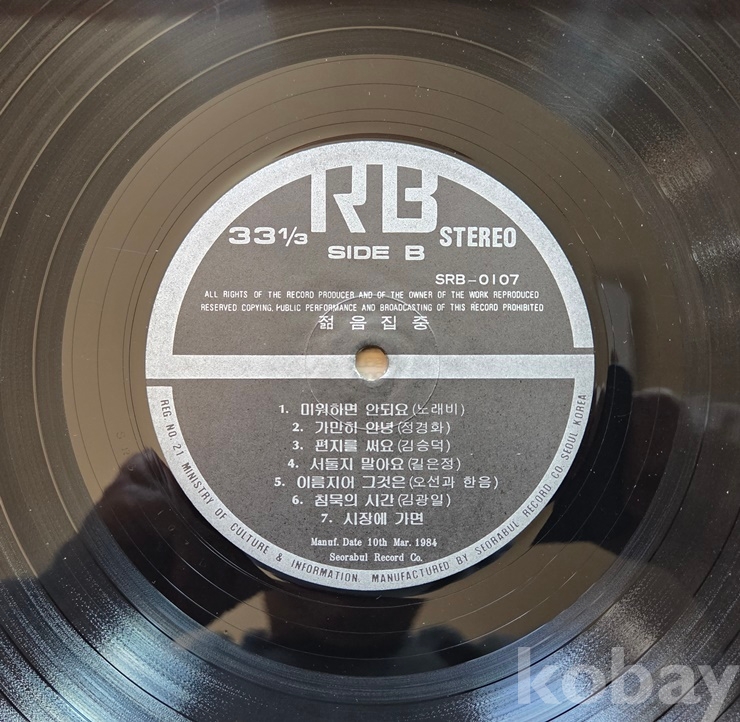 RB
33⅓
SIDE B
STEREO
SRB-0107
ALL RIGHTS OF THE RECORD PRODUCER AND OF THE OWNER OF THE WORK REPRODUCED
RESERVED COPYING, PUBLIC PERFORMANCE AND BROADCASTING OF THIS RECORD PROHIBITED
젊음집중
1. 미워하면 안되요(노래비)
2. 가만히 안녕(정경화)
3. 편지를 써요(김승덕)
4. 서둘지 말아요(길은정)
5. 이름지어 그것은(오선과 한음)
6. 침묵의 시간(김광일)
7. 시장에 가면
Manuf. Date 10th Mar. 1984
Seorabul Record Co.
REG. NO. 21 MINISTRY OF CULTURE & INFORMATION. MANUFACTURED BY SEORABUL RECORD CO. SEOUL KOREA
kobay